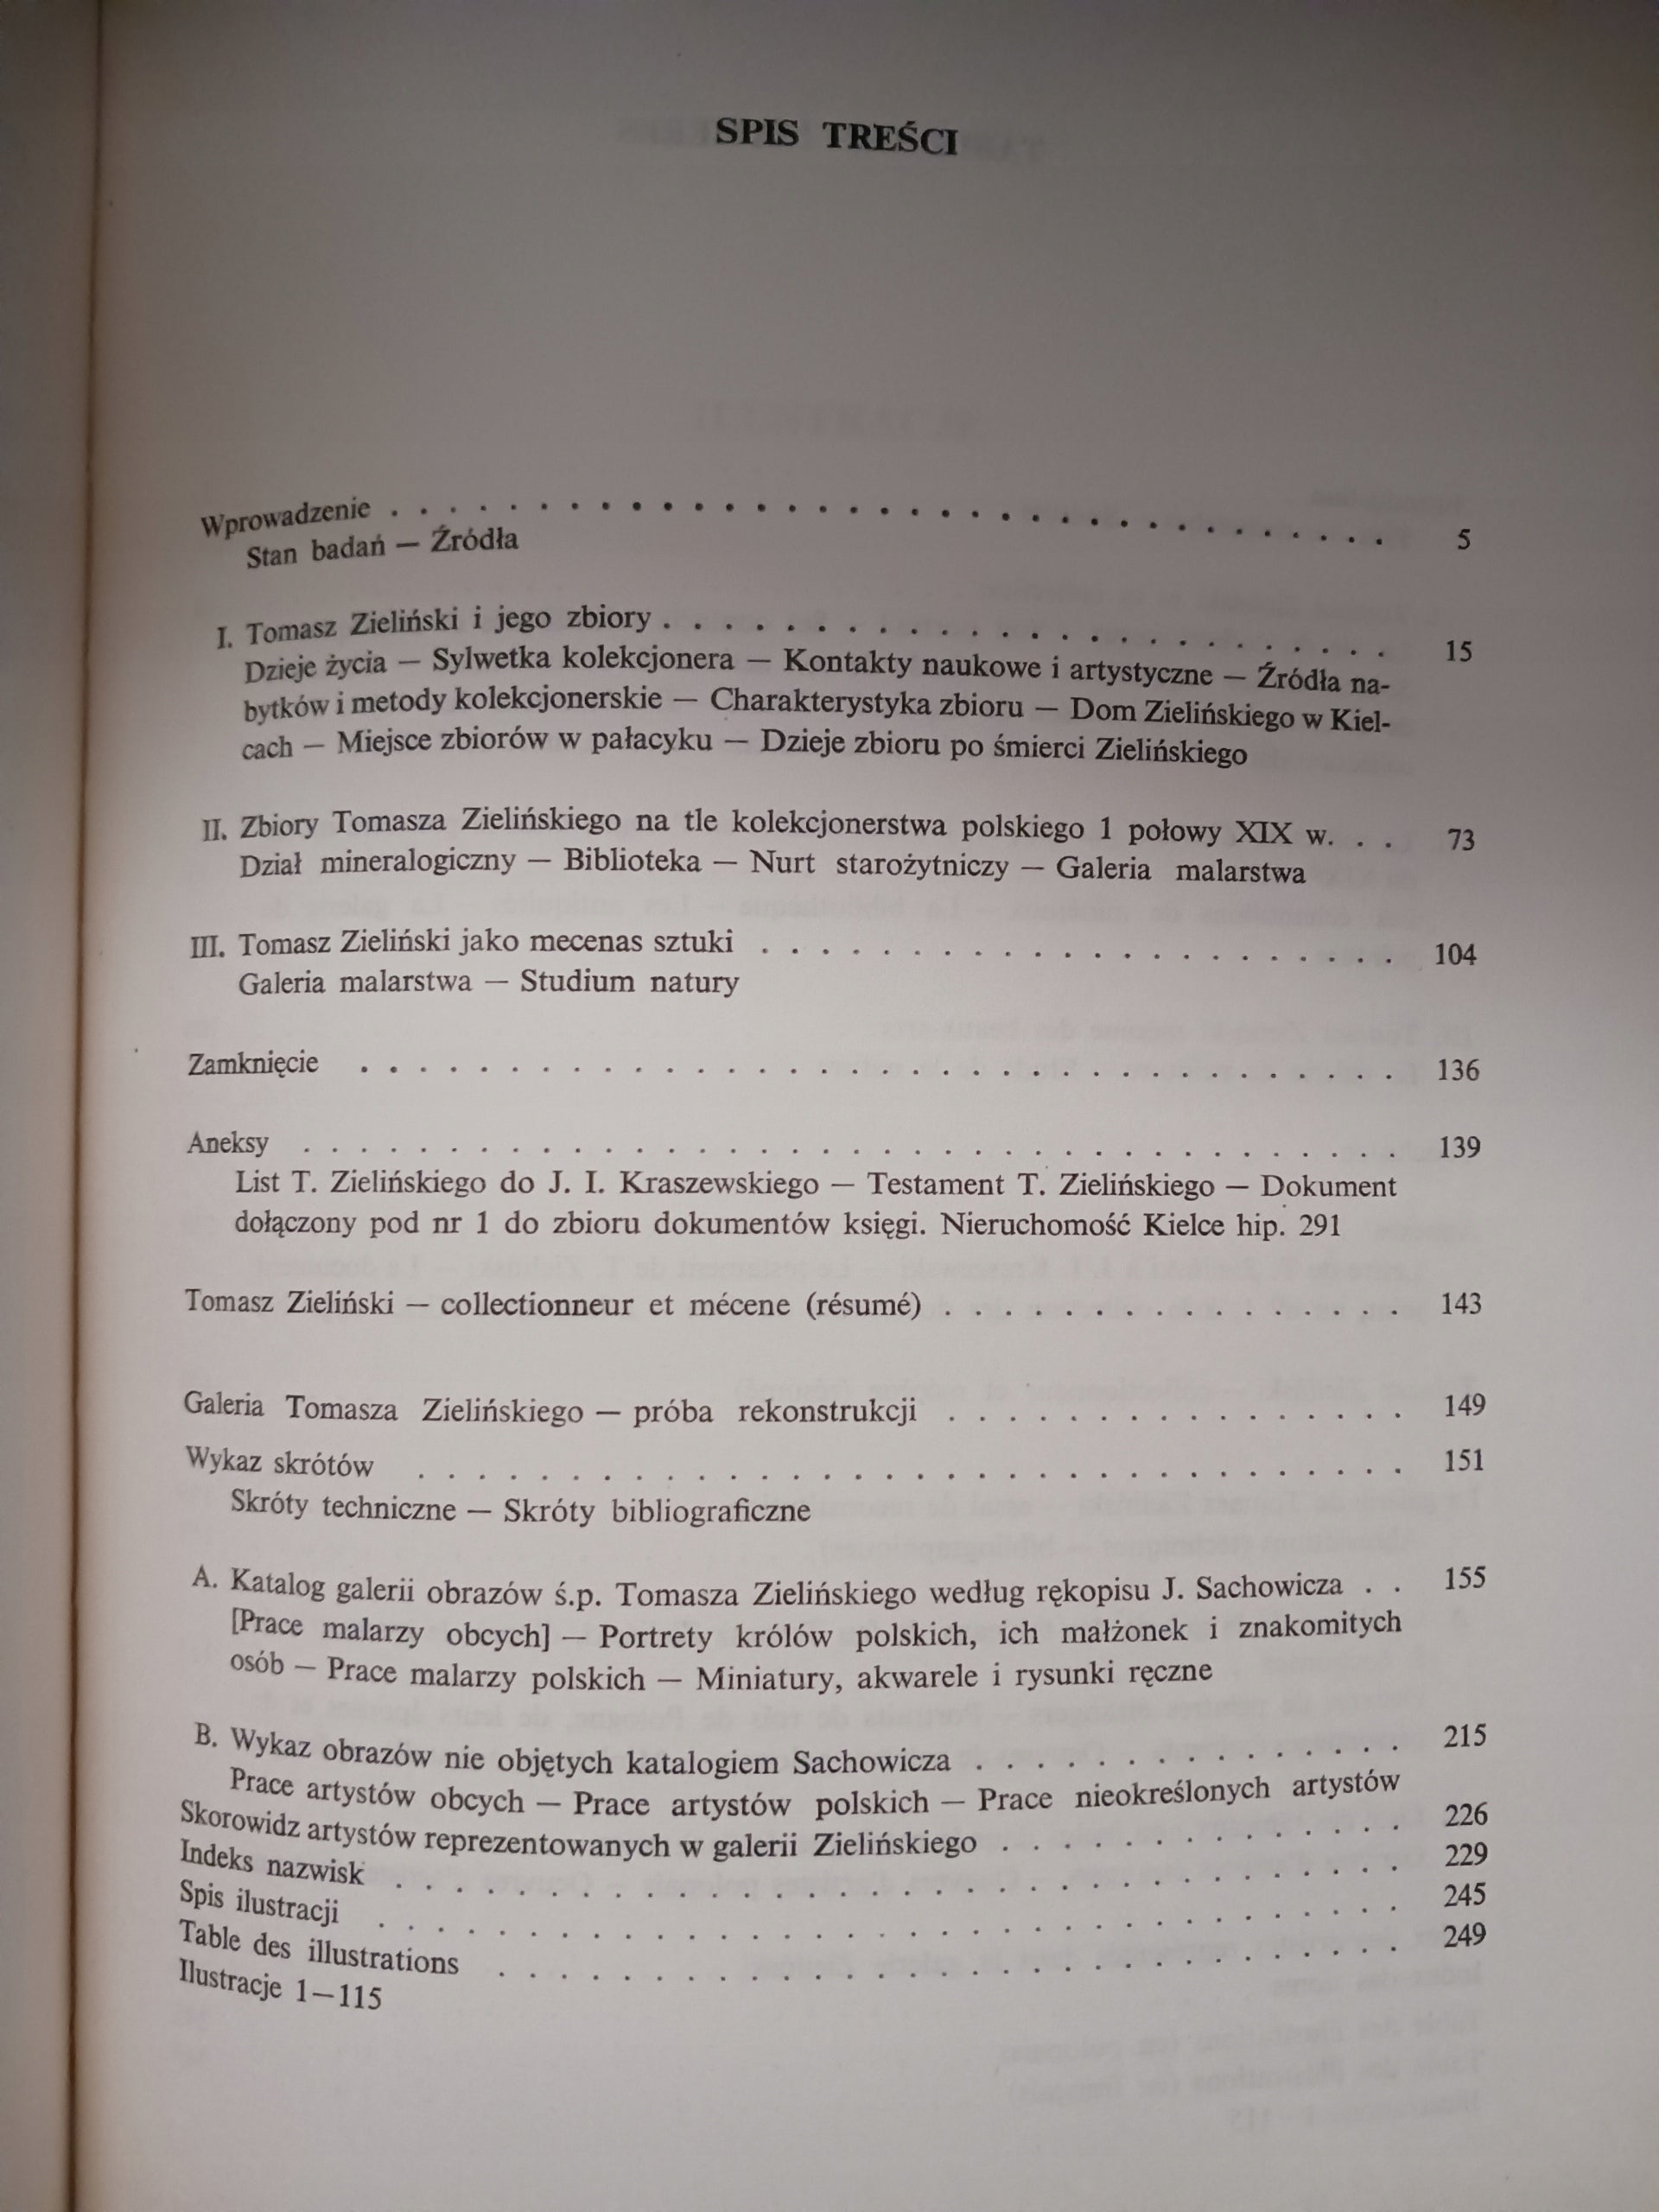 SPIS TREŚCI
Wprowadzenie . . . . . . . . . . . . . . . . . . . . . . . . . . . . . . . . . 5
Stan badań — Źródła
I. Tomasz Zieliński i jego zbiory . . . . . . . . . . . . . . . . . . . . . . . . 15
Dzieje życia — Sylwetka kolekcjonera — Kontakty naukowe i artystyczne — Źródła na-
bytków i metody kolekcjonerskie — Charakterystyka zbioru — Dom Zielińskiego w Kiel-
cach — Miejsce zbiorów w pałacyku — Dzieje zbioru po śmierci Zielińskiego
II. Zbiory Tomasza Zielińskiego na tle kolekcjonerstwa polskiego 1 połowy XIX w. . . 73
Dział mineralogiczny — Biblioteka — Nurt starożytniczy — Galeria malarstwa
III. Tomasz Zieliński jako mecenas sztuki . . . . . . . . . . . . . . . . . . . . . 104
Galeria malarstwa — Studium natury
Zamknięcie . . . . . . . . . . . . . . . . . . . . . . . . . . . . . . . . . . . 136
Aneksy . . . . . . . . . . . . . . . . . . . . . . . . . . . . . . . . . . . . . 139
List T. Zielińskiego do J. I. Kraszewskiego — Testament T. Zielińskiego — Dokument
dołączony pod nr 1 do zbioru dokumentów księgi. Nieruchomość Kielce hip. 291
Tomasz Zieliński — collectionneur et mécene (résumé) . . . . . . . . . . . . . . . 143
Galeria Tomasza Zielińskiego — próba rekonstrukcji . . . . . . . . . . . . . . . . 149
Wykaz skrótów . . . . . . . . . . . . . . . . . . . . . . . . . . . . . . . . . 151
Skróty techniczne — Skróty bibliograficzne
A. Katalog galerii obrazów ś.p. Tomasza Zielińskiego według rękopisu J. Sachowicza . . 155
[Prace malarzy obcych] — Portrety królów polskich, ich małżonek i znakomitych
osób — Prace malarzy polskich — Miniatury, akwarele i rysunki ręczne
B. Wykaz obrazów nie objętych katalogiem Sachowicza . . . . . . . . . . . . . . 215
Prace artystów obcych — Prace artystów polskich — Prace nieokreślonych artystów
Skorowidz artystów reprezentowanych w galerii Zielińskiego . . . . . . . . . . . . . . 226
Indeks nazwisk . . . . . . . . . . . . . . . . . . . . . . . . . . . . . . . . . 229
Spis ilustracji . . . . . . . . . . . . . . . . . . . . . . . . . . . . . . . . . . 245
Table des illustrations . . . . . . . . . . . . . . . . . . . . . . . . . . . . . . 249
Ilustracje 1—115